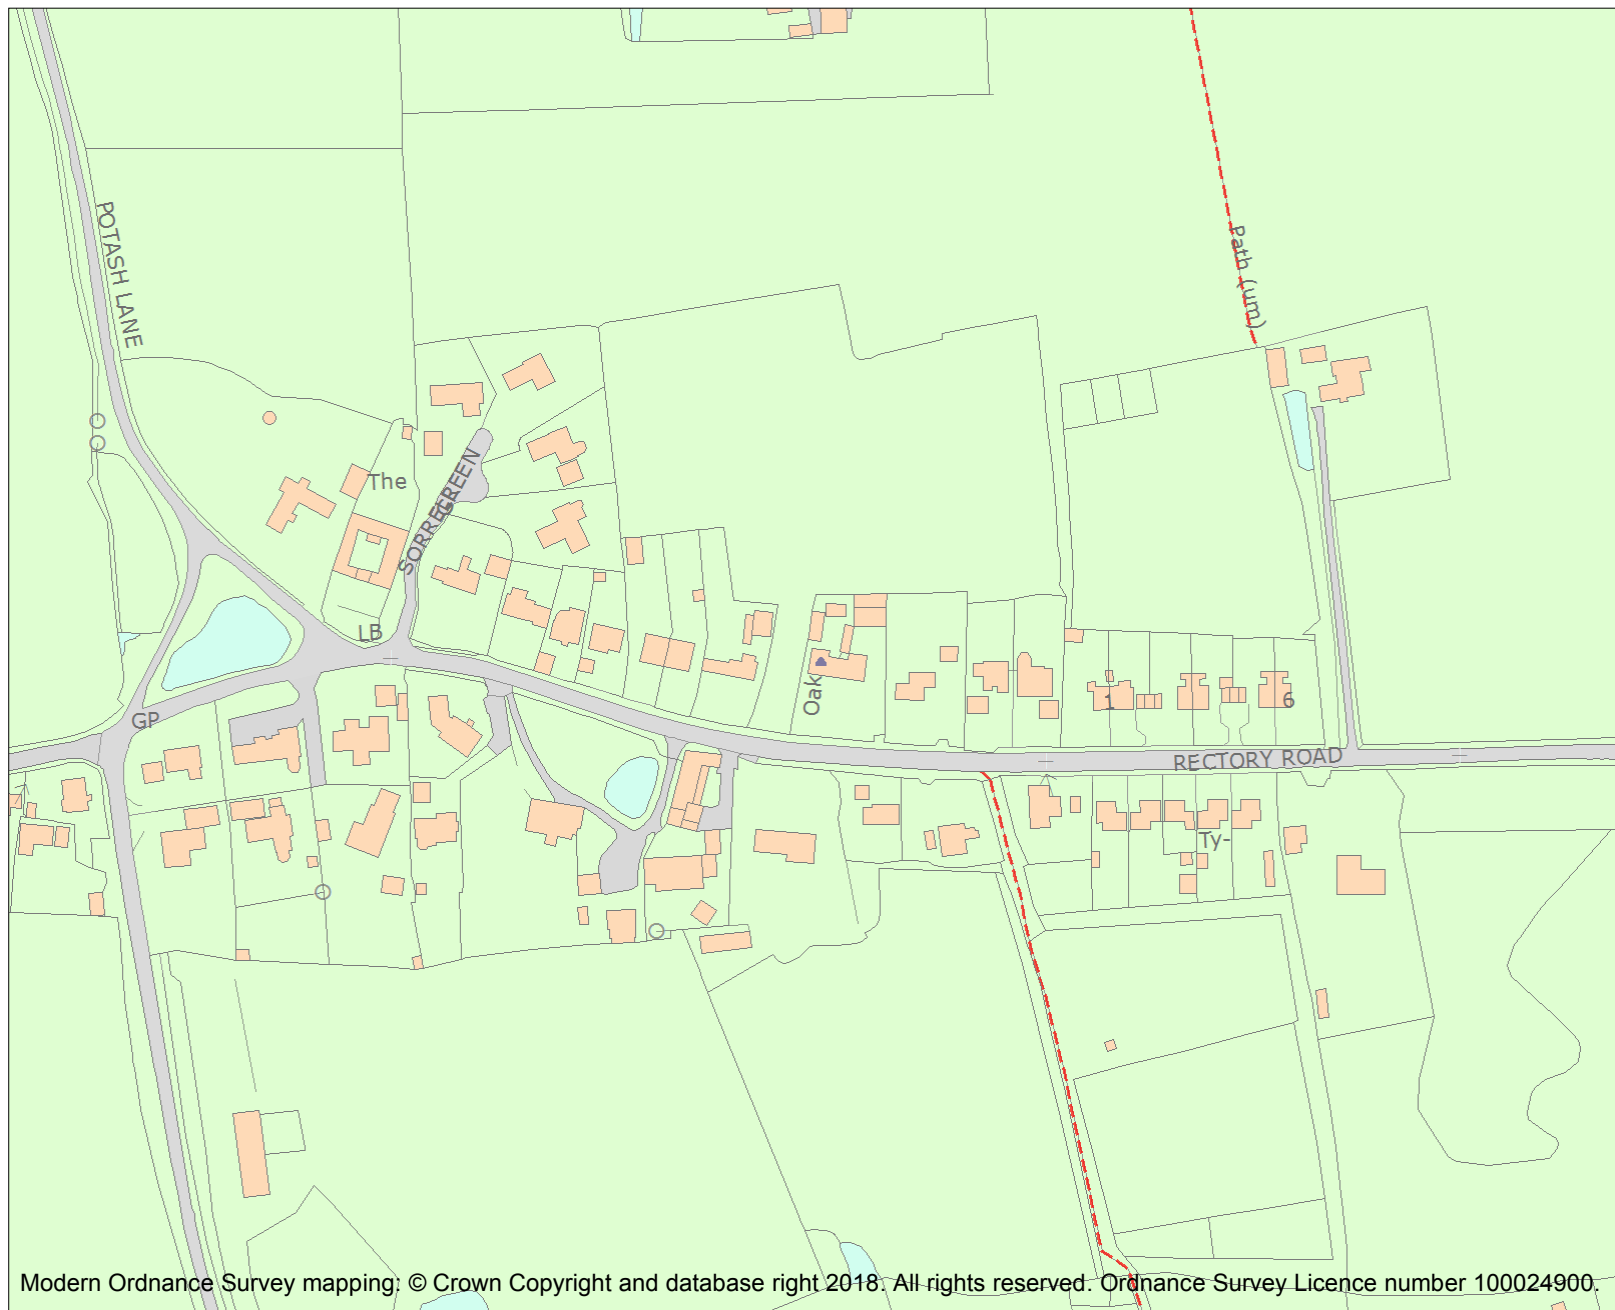 Path (um)
POTASH LANE
The
SORREL
GREEN
LB
Oak
GP
1
6
RECTORY ROAD
Ty-
Modern Ordnance Survey mapping: © Crown Copyright and database right 2018. All rights reserved. Ordnance Survey Licence number 100024900.